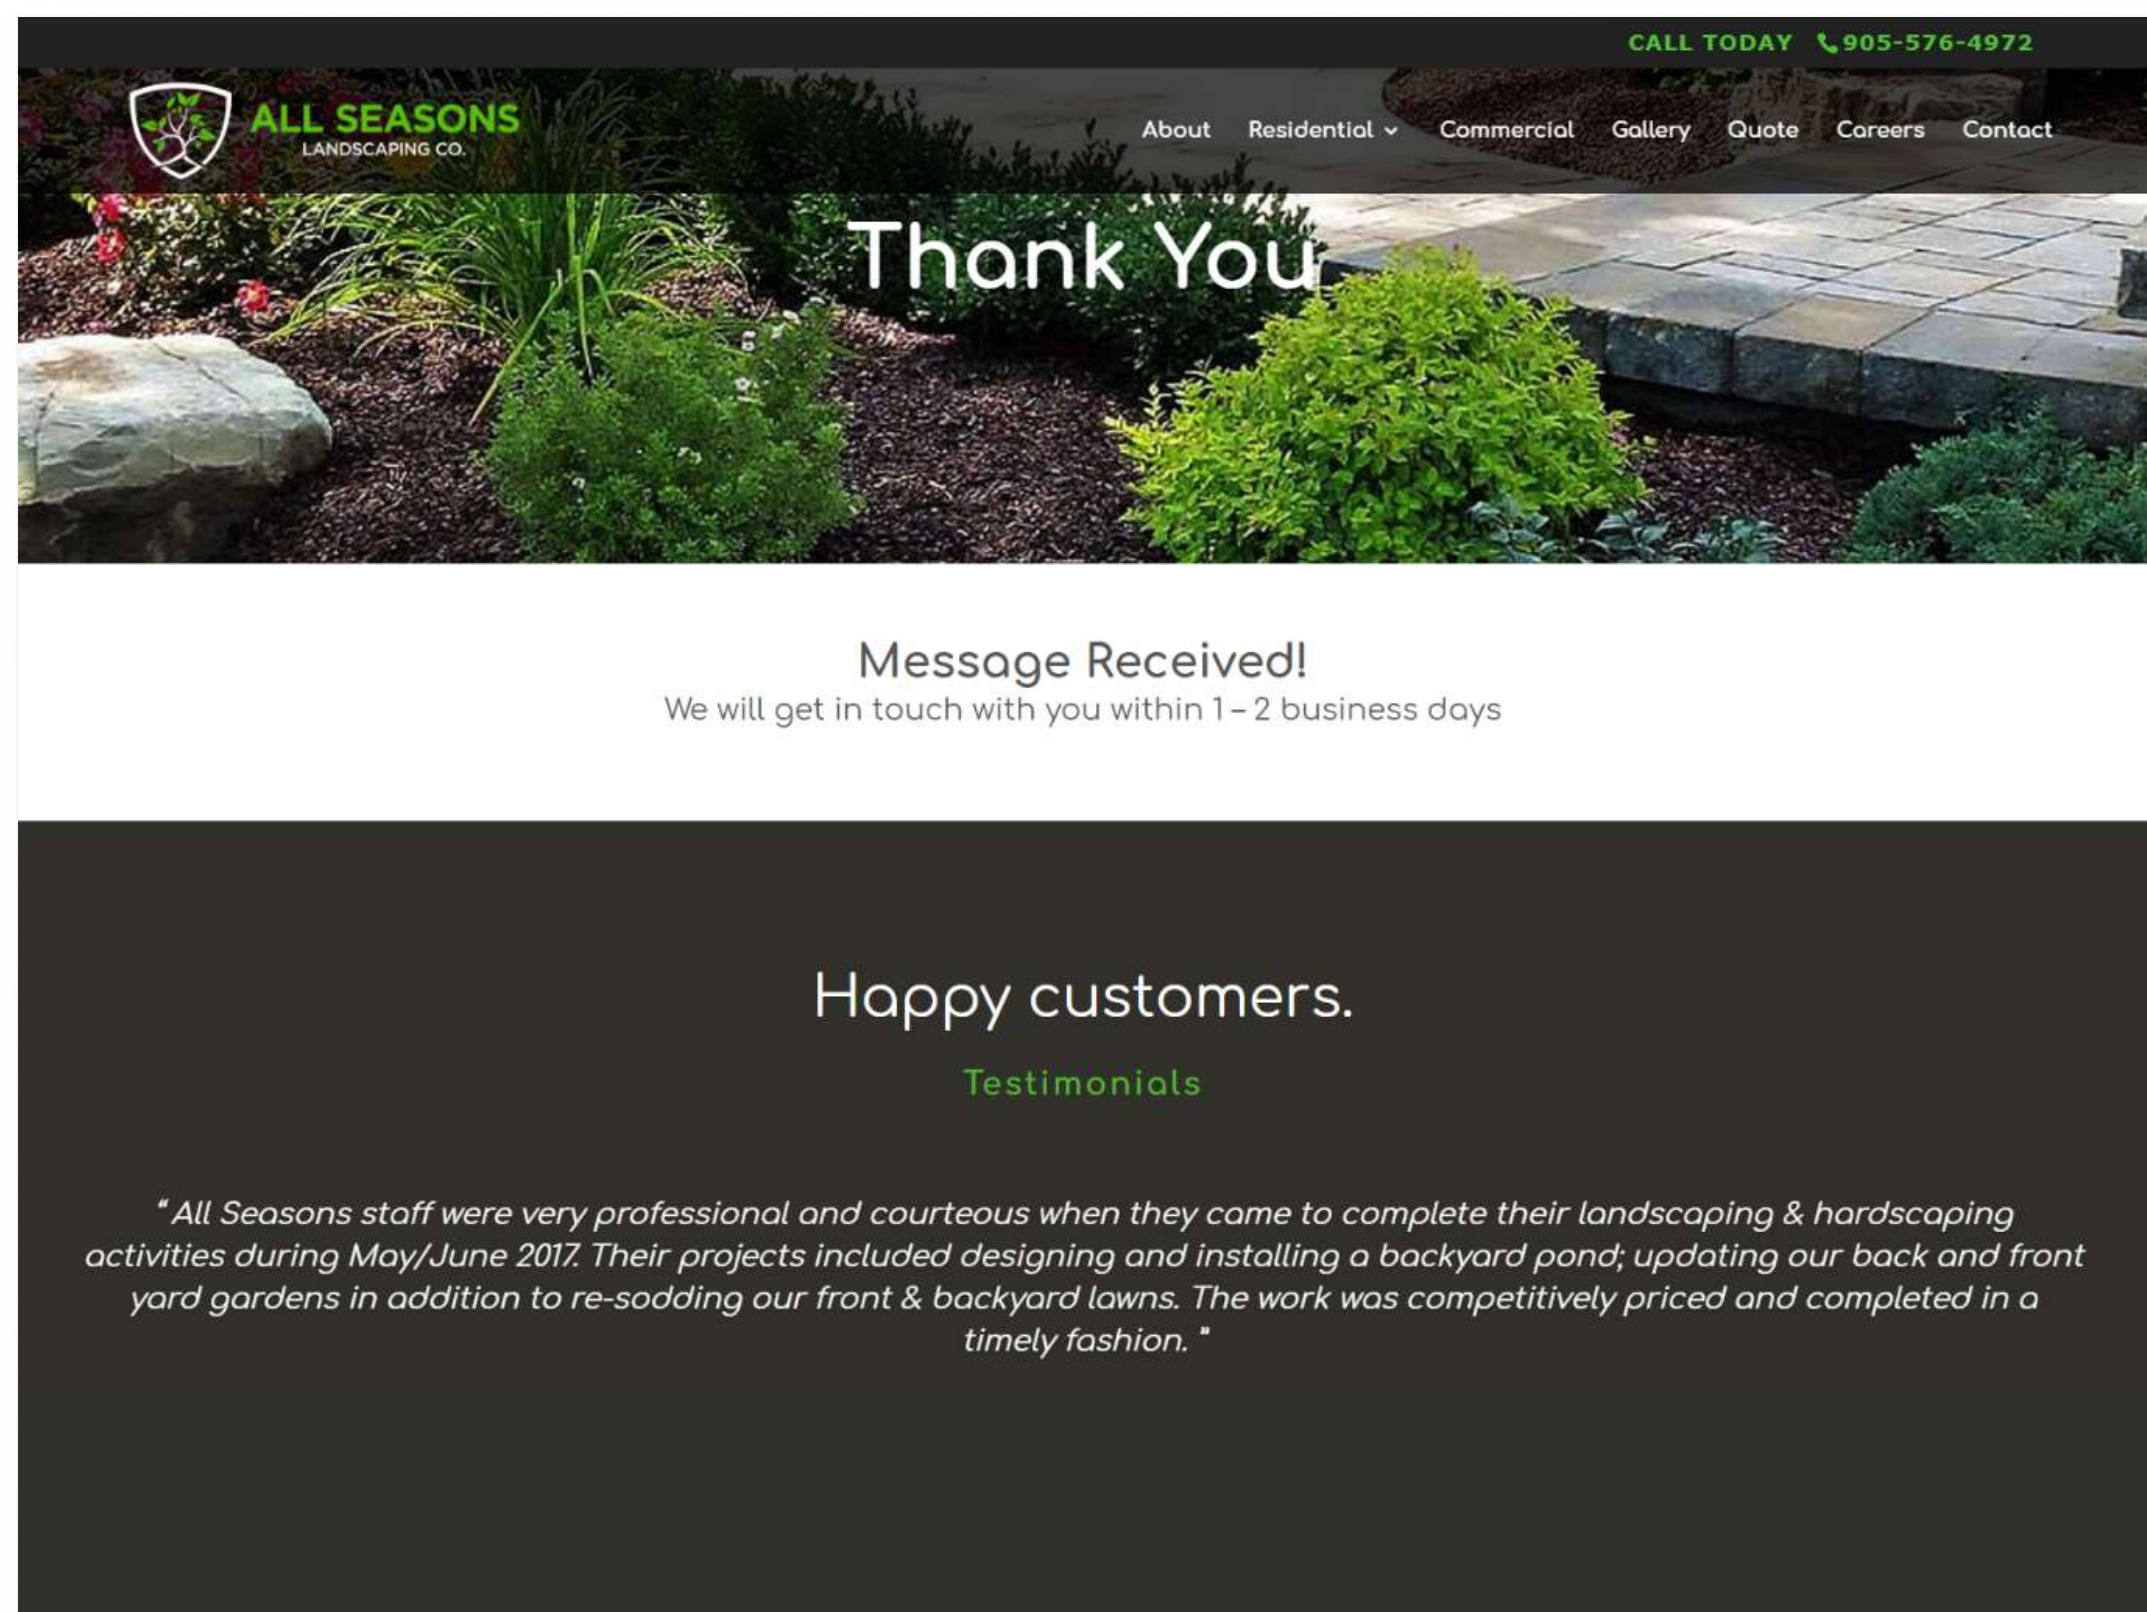 CALL TODAY 905-576-4972
ALL SEASONS
LANDSCAPING CO.
About Residential Commercial Gallery Quote Careers Contact
Thank You
Message Received!
We will get in touch with you within 1 – 2 business days
Happy customers.
Testimonials
“ All Seasons staff were very professional and courteous when they came to complete their landscaping & hardscaping
activities during May/June 2017. Their projects included designing and installing a backyard pond; updating our back and front
yard gardens in addition to re-sodding our front & backyard lawns. The work was competitively priced and completed in a
timely fashion. ”